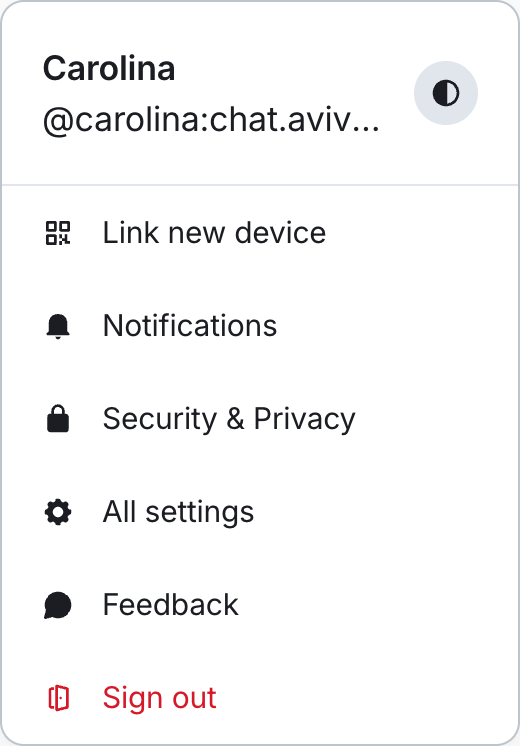 Carolina
@carolina:chat.aviv...
Link new device
Notifications
Security & Privacy
All settings
Feedback
Sign out